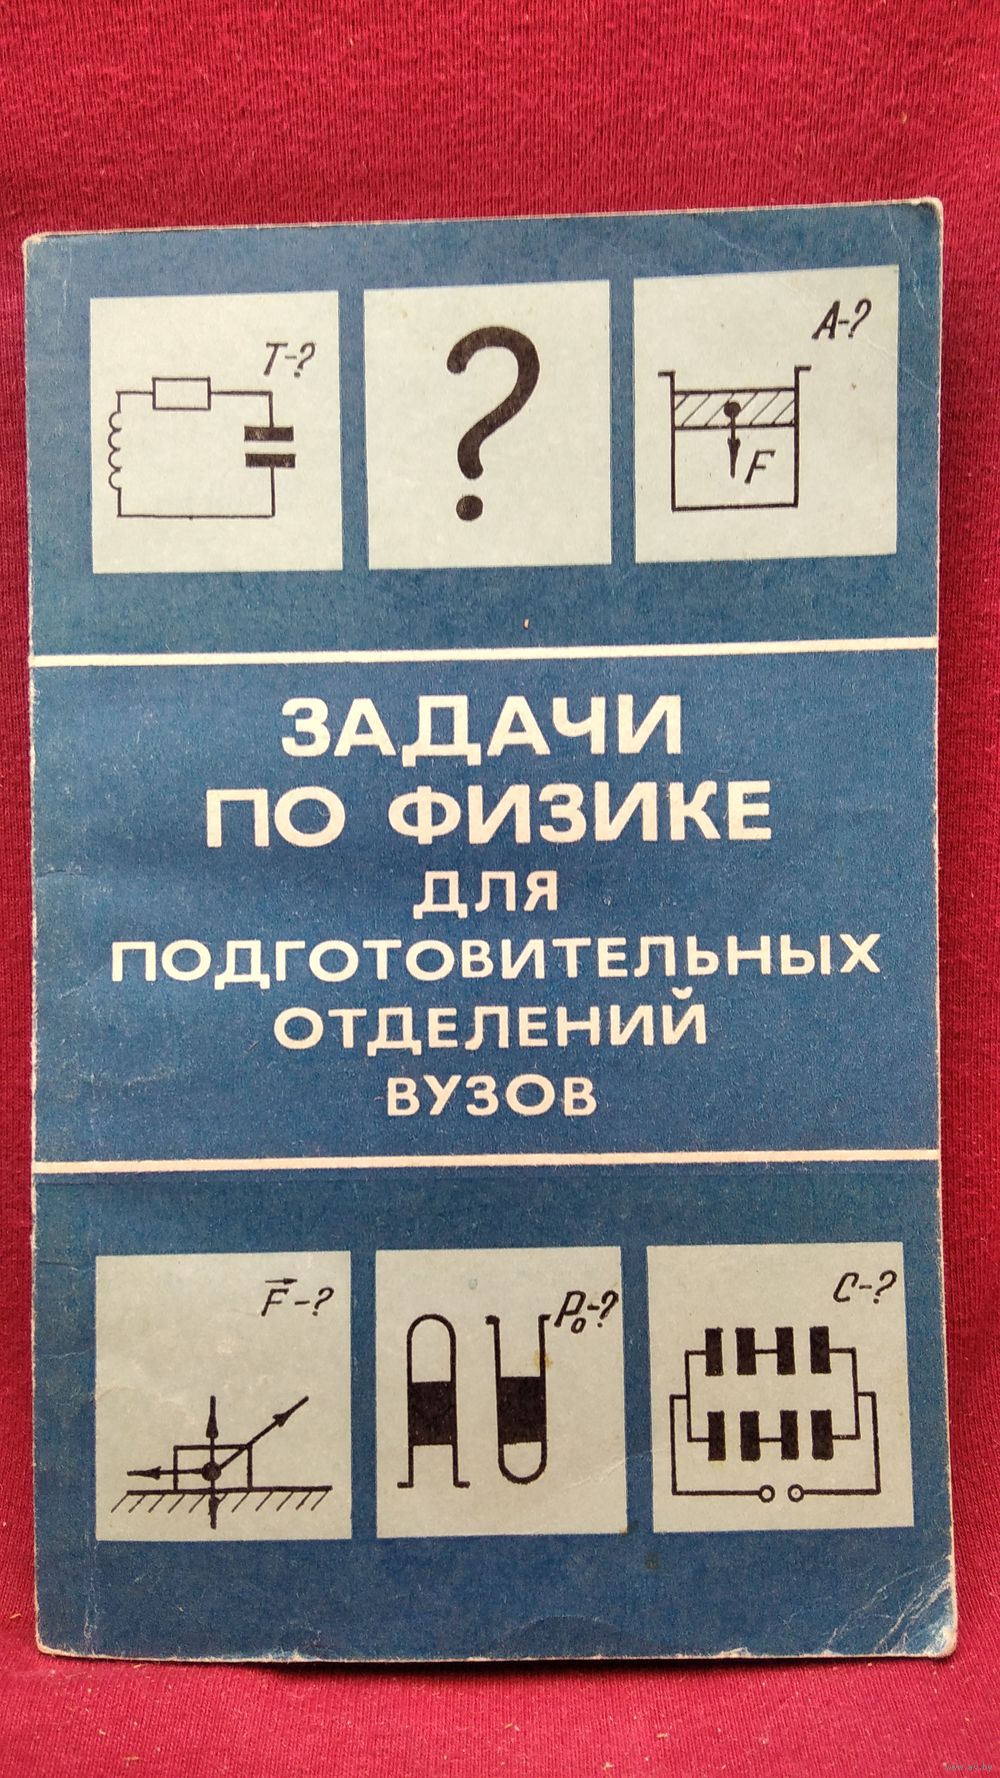 T-?
?
A-?
F
ЗАДАЧИ
ПО ФИЗИКЕ
ДЛЯ
ПОДГОТОВИТЕЛЬНЫХ
ОТДЕЛЕНИЙ
ВУЗОВ
F-?
P₀-?
C-?